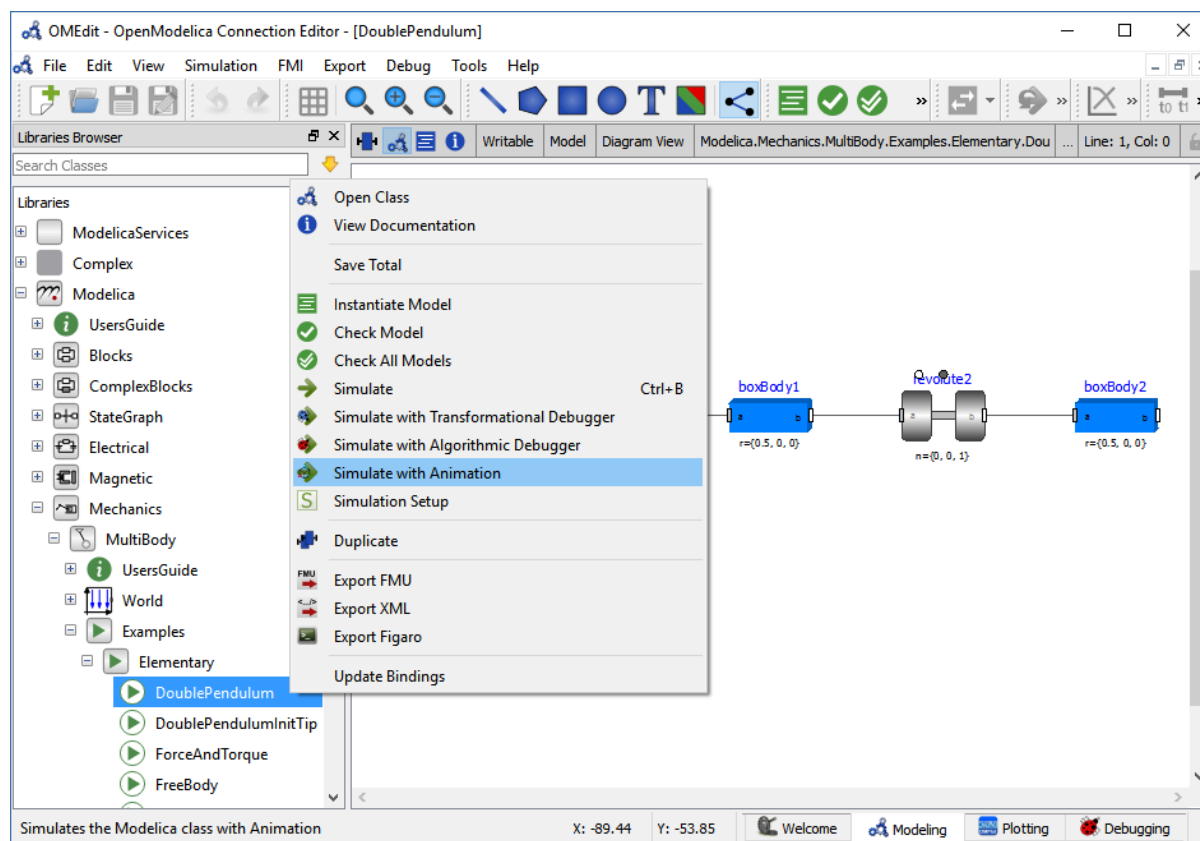 OMEdit - OpenModelica Connection Editor - [DoublePendulum]
File Edit View Simulation FMI Export Debug Tools Help
T » » » to t1
Libraries Browser
Writable Model Diagram View Modelica.Mechanics.MultiBody.Examples.Elementary.Dou ... Line: 1, Col: 0
Search Classes
Libraries
ModelicaServices
Complex
Modelica
UsersGuide
Blocks
ComplexBlocks
StateGraph
Electrical
Magnetic
Mechanics
MultiBody
UsersGuide
World
Examples
Elementary
DoublePendulum
DoublePendulumInitTip
ForceAndTorque
FreeBody
Open Class
View Documentation
Save Total
Instantiate Model
Check Model
Check All Models
Simulate Ctrl+B
Simulate with Transformational Debugger
Simulate with Algorithmic Debugger
Simulate with Animation
S Simulation Setup
Duplicate
FMU Export FMU
Export XML
Export Figaro
Update Bindings
boxBody1 revolute2 boxBody2
a b a b a
r={0.5, 0, 0} n={0, 0, 1} r={0.5, 0, 0}
Simulates the Modelica class with Animation X: -89.44 Y: -53.85 Welcome Modeling Plotting Debugging